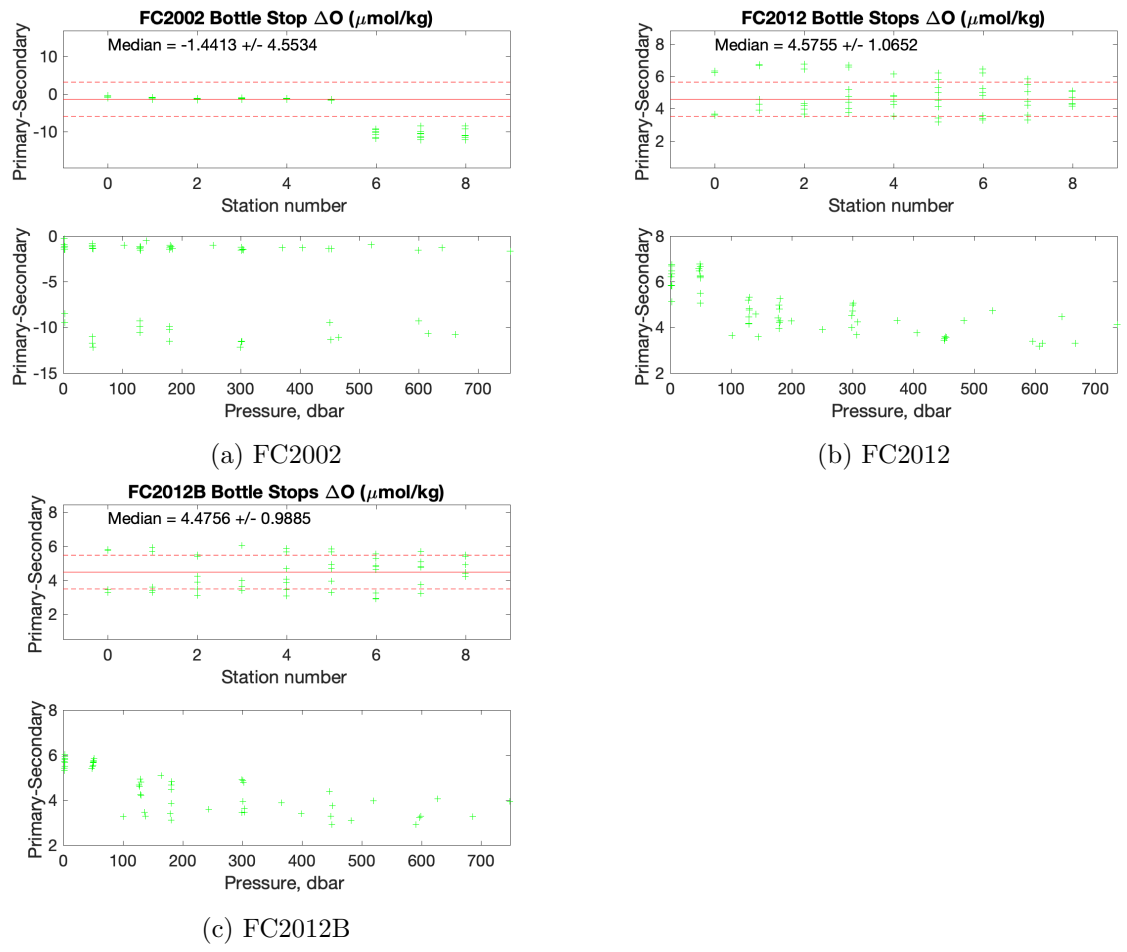 FC2002 Bottle Stop ΔO (μmol/kg)
Median = -1.4413 +/- 4.5534
Primary-Secondary
10
0
-10
0 2 4 6 8
Station number
Primary-Secondary
0
-5
-10
-15
0 100 200 300 400 500 600 700
Pressure, dbar
(a) FC2002
FC2012 Bottle Stops ΔO (μmol/kg)
Median = 4.5755 +/- 1.0652
Primary-Secondary
8
6
4
2
0 2 4 6 8
Station number
Primary-Secondary
8
6
4
2
0 100 200 300 400 500 600 700
Pressure, dbar
(b) FC2012
FC2012B Bottle Stops ΔO (μmol/kg)
Median = 4.4756 +/- 0.9885
Primary-Secondary
8
6
4
2
0 2 4 6 8
Station number
Primary-Secondary
8
6
4
2
0 100 200 300 400 500 600 700
Pressure, dbar
(c) FC2012B